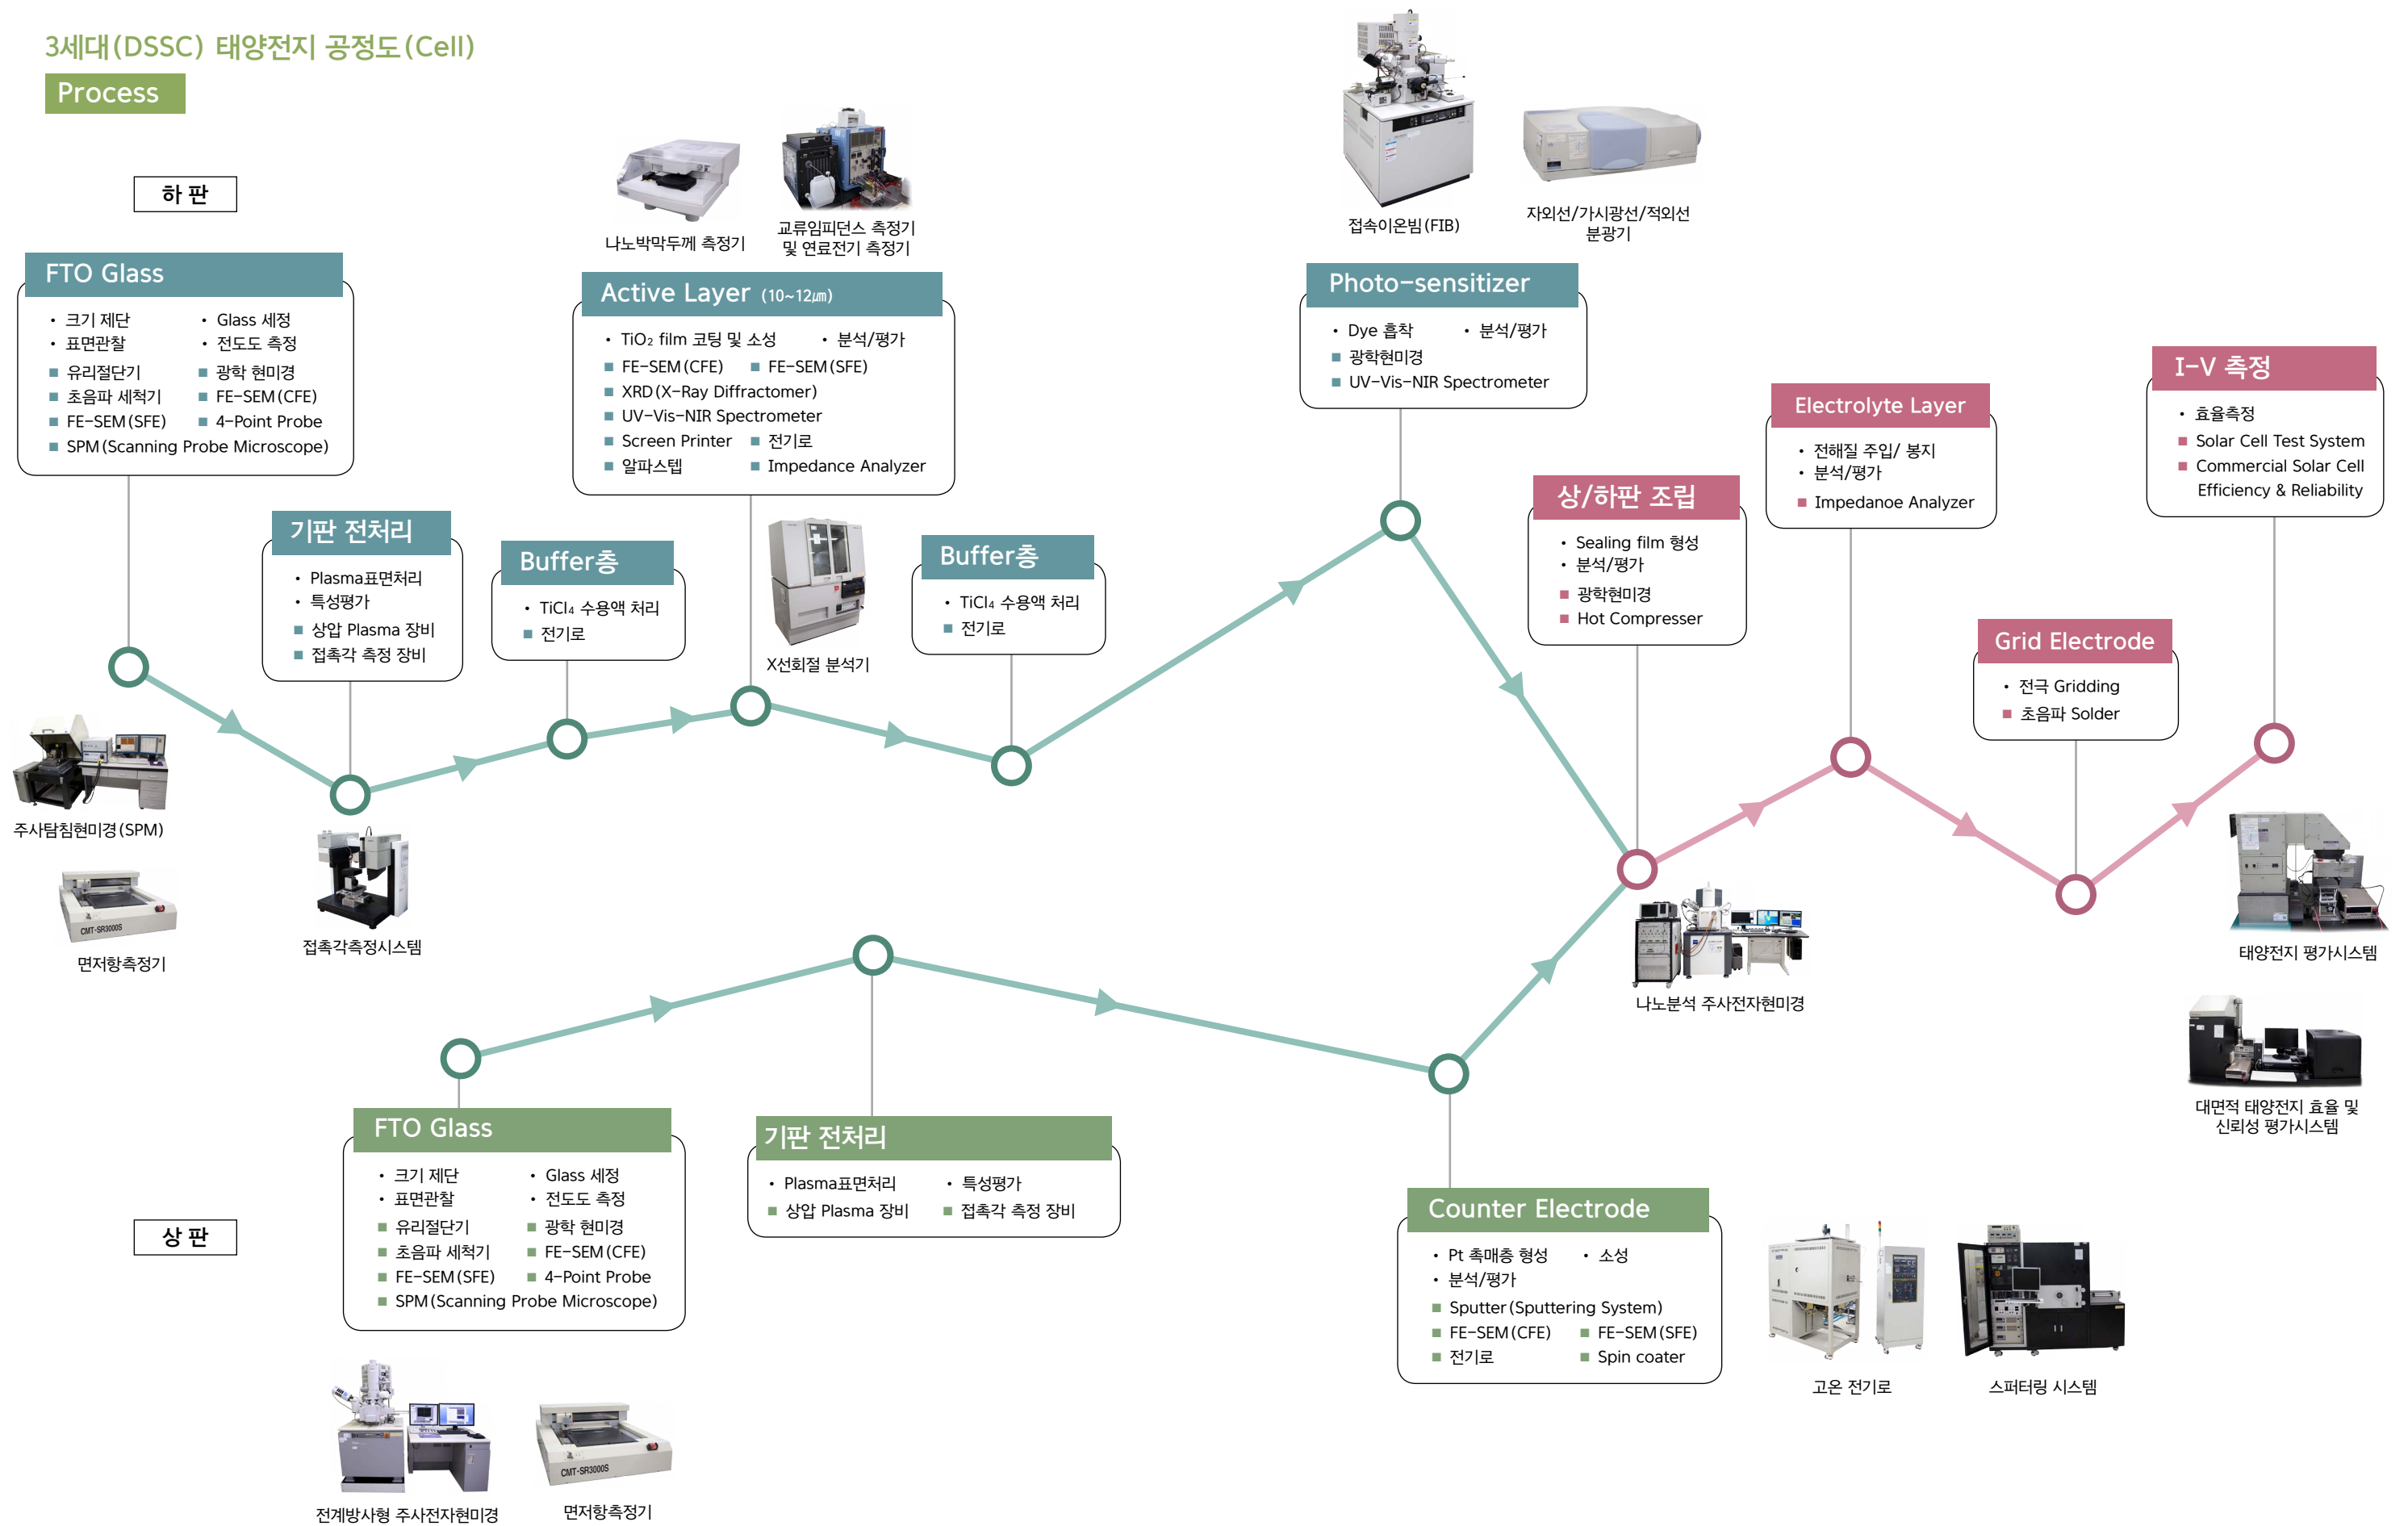 3세대(DSSC) 태양전지 공정도(Cell)
Process
하 판
FTO Glass
• 크기 제단 • Glass 세정
• 표면관찰 • 전도도 측정
■ 유리절단기 ■ 광학 현미경
■ 초음파 세척기 ■ FE-SEM(CFE)
■ FE-SEM(SFE) ■ 4-Point Probe
■ SPM(Scanning Probe Microscope)
주사탐침현미경(SPM)
면저항측정기
CMT-SR3000S
기판 전처리
• Plasma표면처리
• 특성평가
■ 상압 Plasma 장비
■ 접촉각 측정 장비
접촉각측정시스템
Buffer층
• TiCl₄ 수용액 처리
■ 전기로
나노박막두께 측정기
교류임피던스 측정기
및 연료전기 측정기
Active Layer (10~12㎛)
• TiO₂ film 코팅 및 소성 • 분석/평가
■ FE-SEM(CFE) ■ FE-SEM(SFE)
■ XRD(X-Ray Diffractomer)
■ UV-Vis-NIR Spectrometer
■ Screen Printer ■ 전기로
■ 알파스텝 ■ Impedance Analyzer
X선회절 분석기
Buffer층
• TiCl₄ 수용액 처리
■ 전기로
접속이온빔(FIB)
자외선/가시광선/적외선
분광기
Photo-sensitizer
• Dye 흡착 • 분석/평가
■ 광학현미경
■ UV-Vis-NIR Spectrometer
상/하판 조립
• Sealing film 형성
• 분석/평가
■ 광학현미경
■ Hot Compresser
나노분석 주사전자현미경
Electrolyte Layer
• 전해질 주입/ 봉지
• 분석/평가
■ Impedanoe Analyzer
Grid Electrode
• 전극 Gridding
■ 초음파 Solder
I-V 측정
• 효율측정
■ Solar Cell Test System
■ Commercial Solar Cell
Efficiency & Reliability
태양전지 평가시스템
대면적 태양전지 효율 및
신뢰성 평가시스템
상 판
FTO Glass
• 크기 제단 • Glass 세정
• 표면관찰 • 전도도 측정
■ 유리절단기 ■ 광학 현미경
■ 초음파 세척기 ■ FE-SEM(CFE)
■ FE-SEM(SFE) ■ 4-Point Probe
■ SPM(Scanning Probe Microscope)
전계방사형 주사전자현미경
면저항측정기
CMT-SR3000S
기판 전처리
• Plasma표면처리 • 특성평가
■ 상압 Plasma 장비 ■ 접촉각 측정 장비
Counter Electrode
• Pt 촉매층 형성 • 소성
• 분석/평가
■ Sputter(Sputtering System)
■ FE-SEM(CFE) ■ FE-SEM(SFE)
■ 전기로 ■ Spin coater
고온 전기로
스퍼터링 시스템